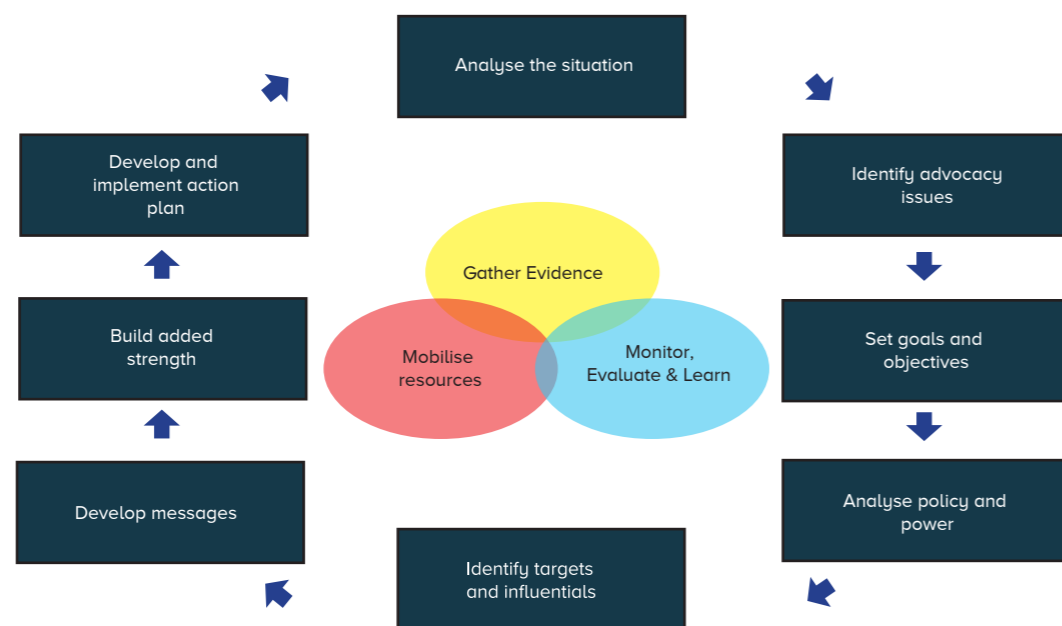 Analyse the situation
Identify advocacy
issues
Set goals and
objectives
Analyse policy and
power
Identify targets
and influentials
Develop messages
Build added
strength
Develop and
implement action
plan
Gather Evidence
Mobilise
resources
Monitor,
Evaluate & Learn